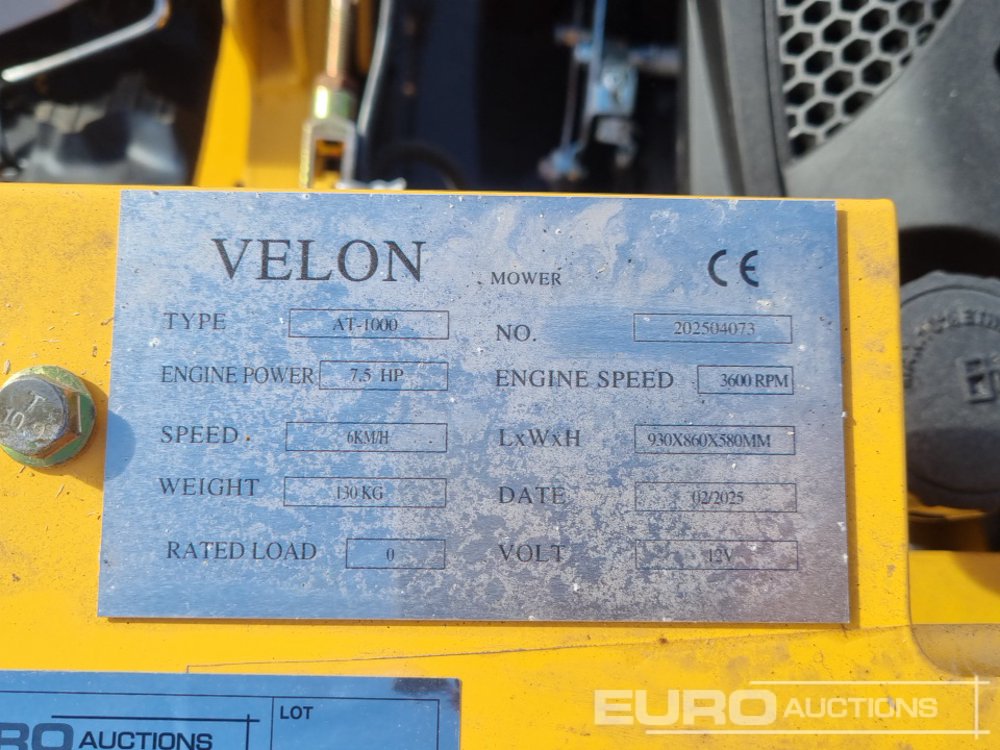 VELON MOWER CE
TYPE AT-1000 NO. 202504073
ENGINE POWER 7.5 HP ENGINE SPEED 3600 RPM
SPEED 6KM/H LxWxH 930X860X580MM
WEIGHT 130 KG DATE 02/2025
RATED LOAD 0 VOLT 12V
LOT
RO AUCTIONS
EURO AUCTIONS